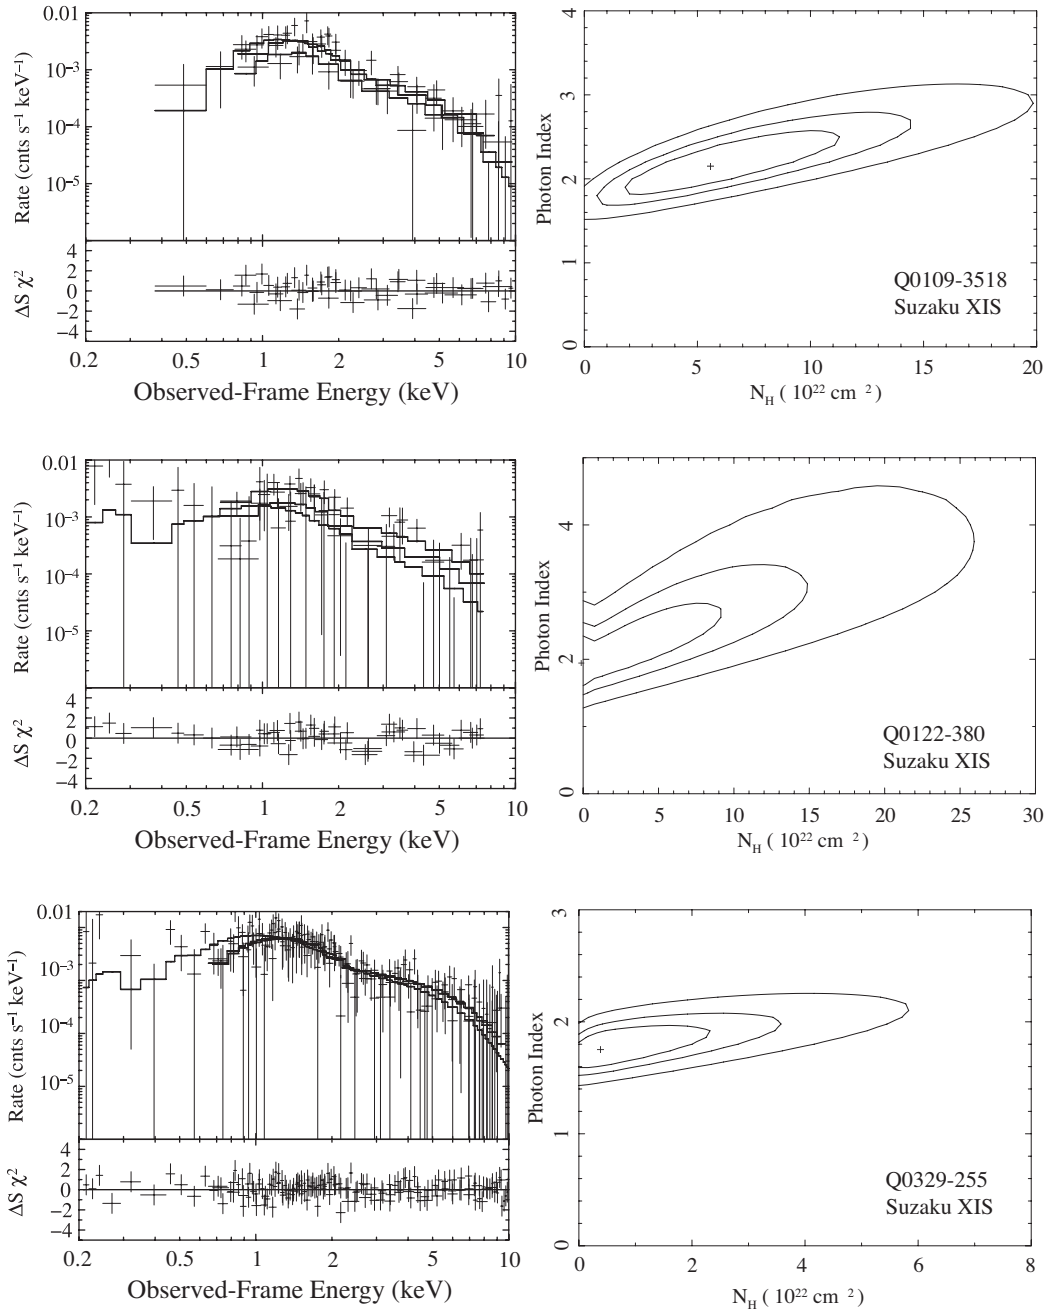 0.01
10⁻³
10⁻⁴
10⁻⁵
Rate (cnts s⁻¹ keV⁻¹)
4
2
0
−2
−4
ΔS χ²
0.2 0.5 1 2 5 10
Observed-Frame Energy (keV)
4
3
2
1
0
Photon Index
Q0109-3518
Suzaku XIS
0 5 10 15 20
N_H ( 10²² cm ²)
0.01
10⁻³
10⁻⁴
10⁻⁵
Rate (cnts s⁻¹ keV⁻¹)
4
2
0
−2
−4
ΔS χ²
0.2 0.5 1 2 5 10
Observed-Frame Energy (keV)
4
2
0
Photon Index
Q0122-380
Suzaku XIS
0 5 10 15 20 25 30
N_H ( 10²² cm ²)
0.01
10⁻³
10⁻⁴
10⁻⁵
Rate (cnts s⁻¹ keV⁻¹)
4
2
0
−2
−4
ΔS χ²
0.2 0.5 1 2 5 10
Observed-Frame Energy (keV)
3
2
1
0
Photon Index
Q0329-255
Suzaku XIS
0 2 4 6 8
N_H ( 10²² cm ²)